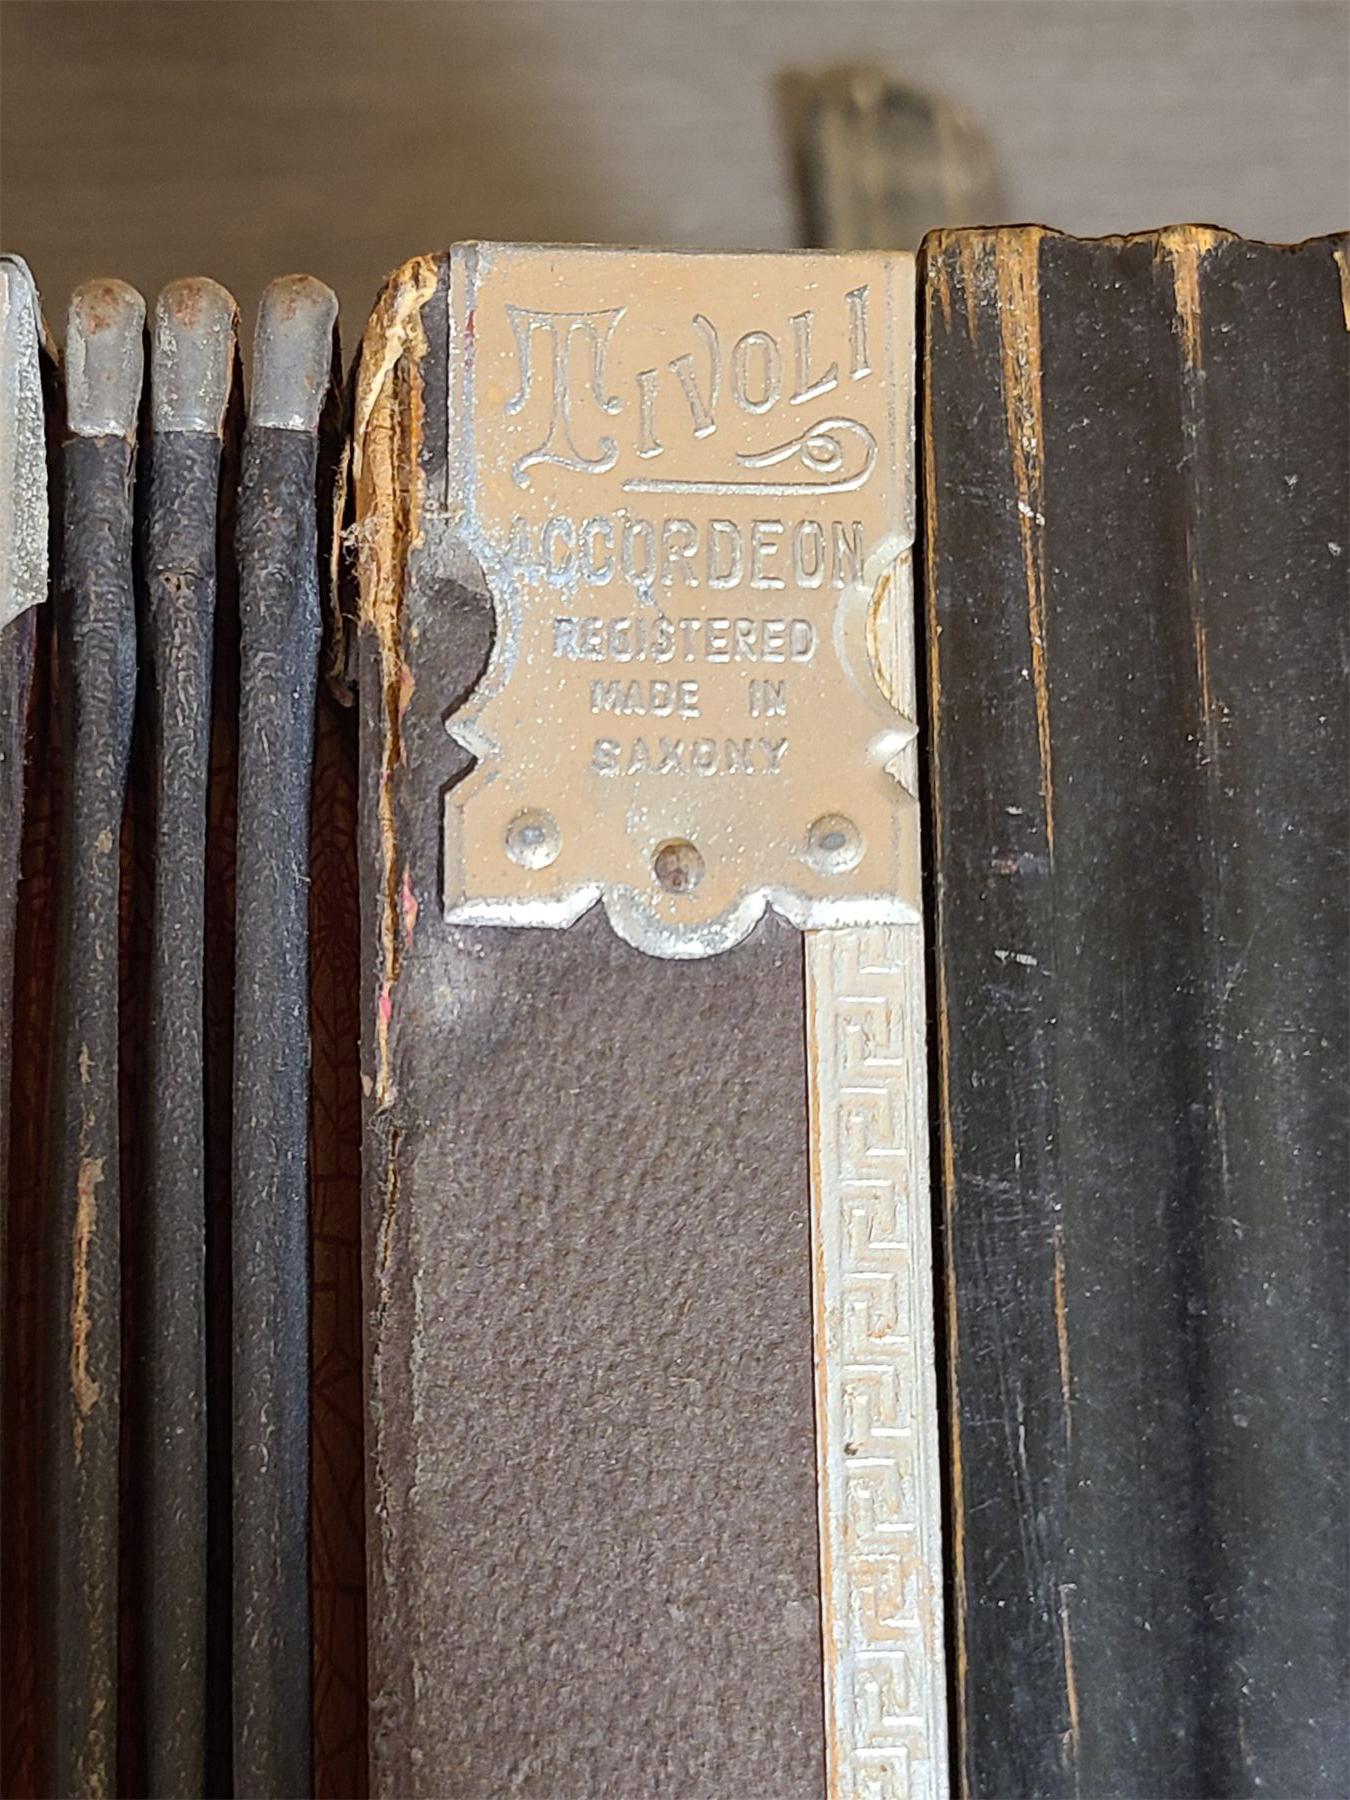 TIVOLI
ACCORDEON
REGISTERED
MADE IN
SAXONY